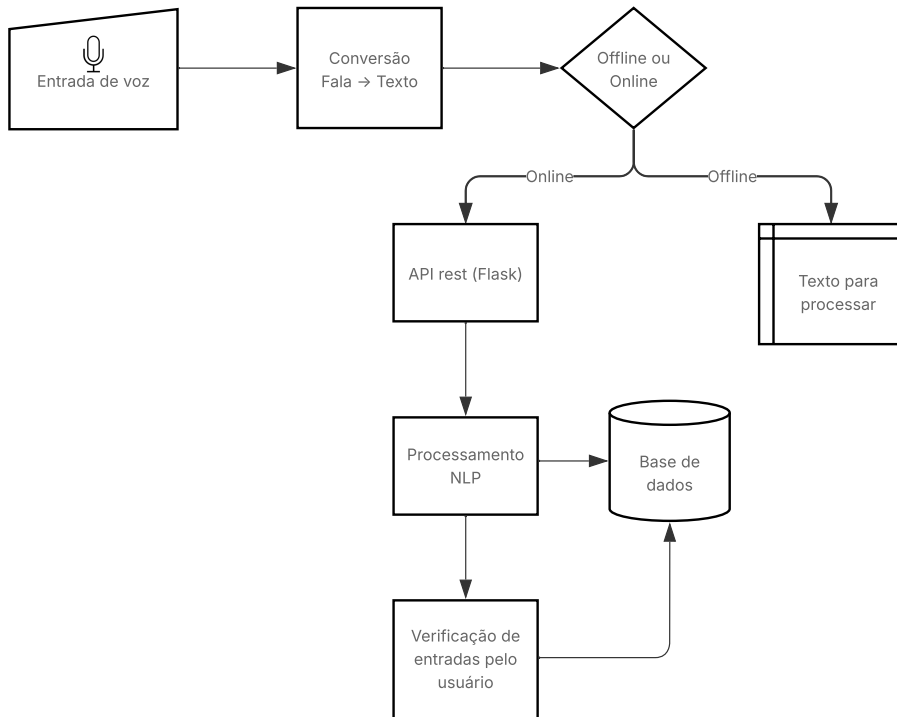 Entrada de voz
Conversão
Fala → Texto
Offline ou
Online
Online
Offline
API rest (Flask)
Texto para
processar
Processamento
NLP
Base de
dados
Verificação de
entradas pelo
usuário